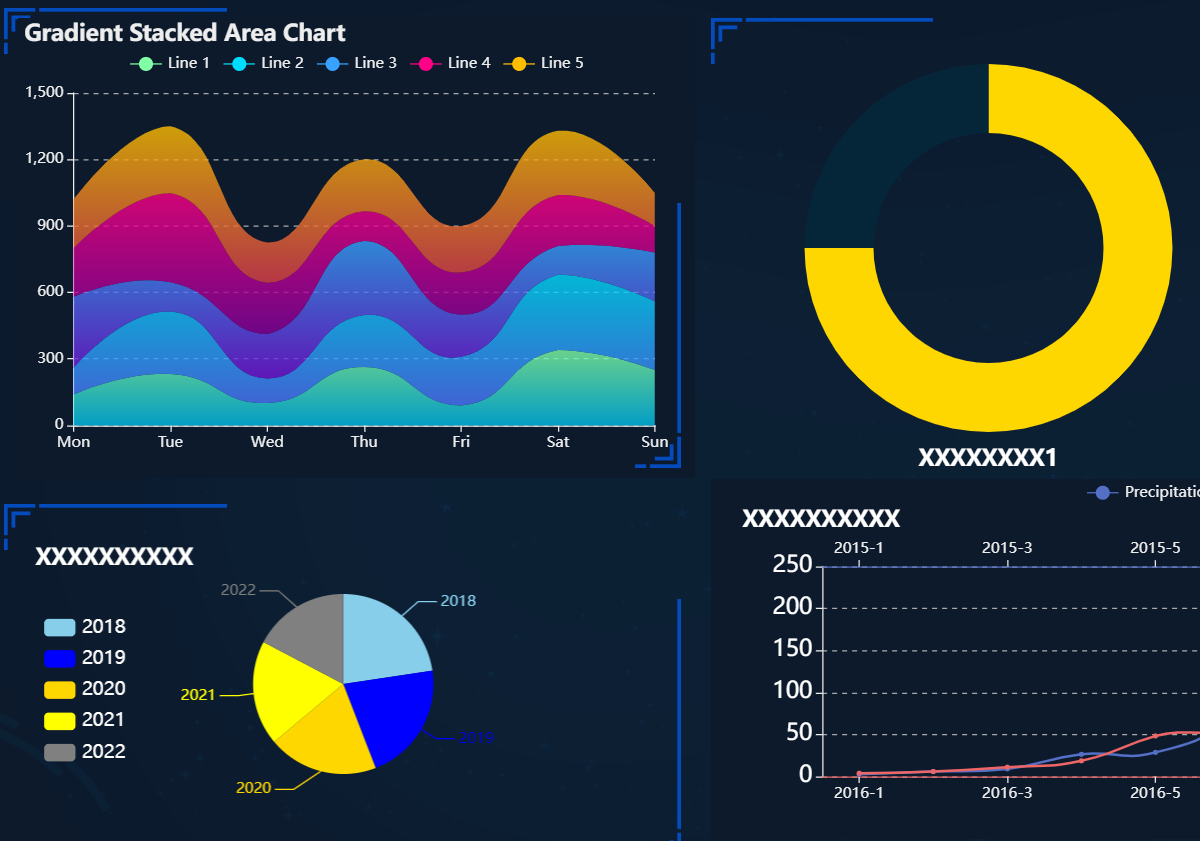 Gradient Stacked Area Chart
Line 1 Line 2 Line 3 Line 4 Line 5
1,500
1,200
900
600
300
0
Mon Tue Wed Thu Fri Sat Sun
XXXXXXXX1
XXXXXXXXXX
2018
2019
2020
2021
2022
2022
2018
2021
2019
2020
Precipitatio
XXXXXXXXXX
2015-1 2015-3 2015-5
250
200
150
100
50
0
2016-1 2016-3 2016-5